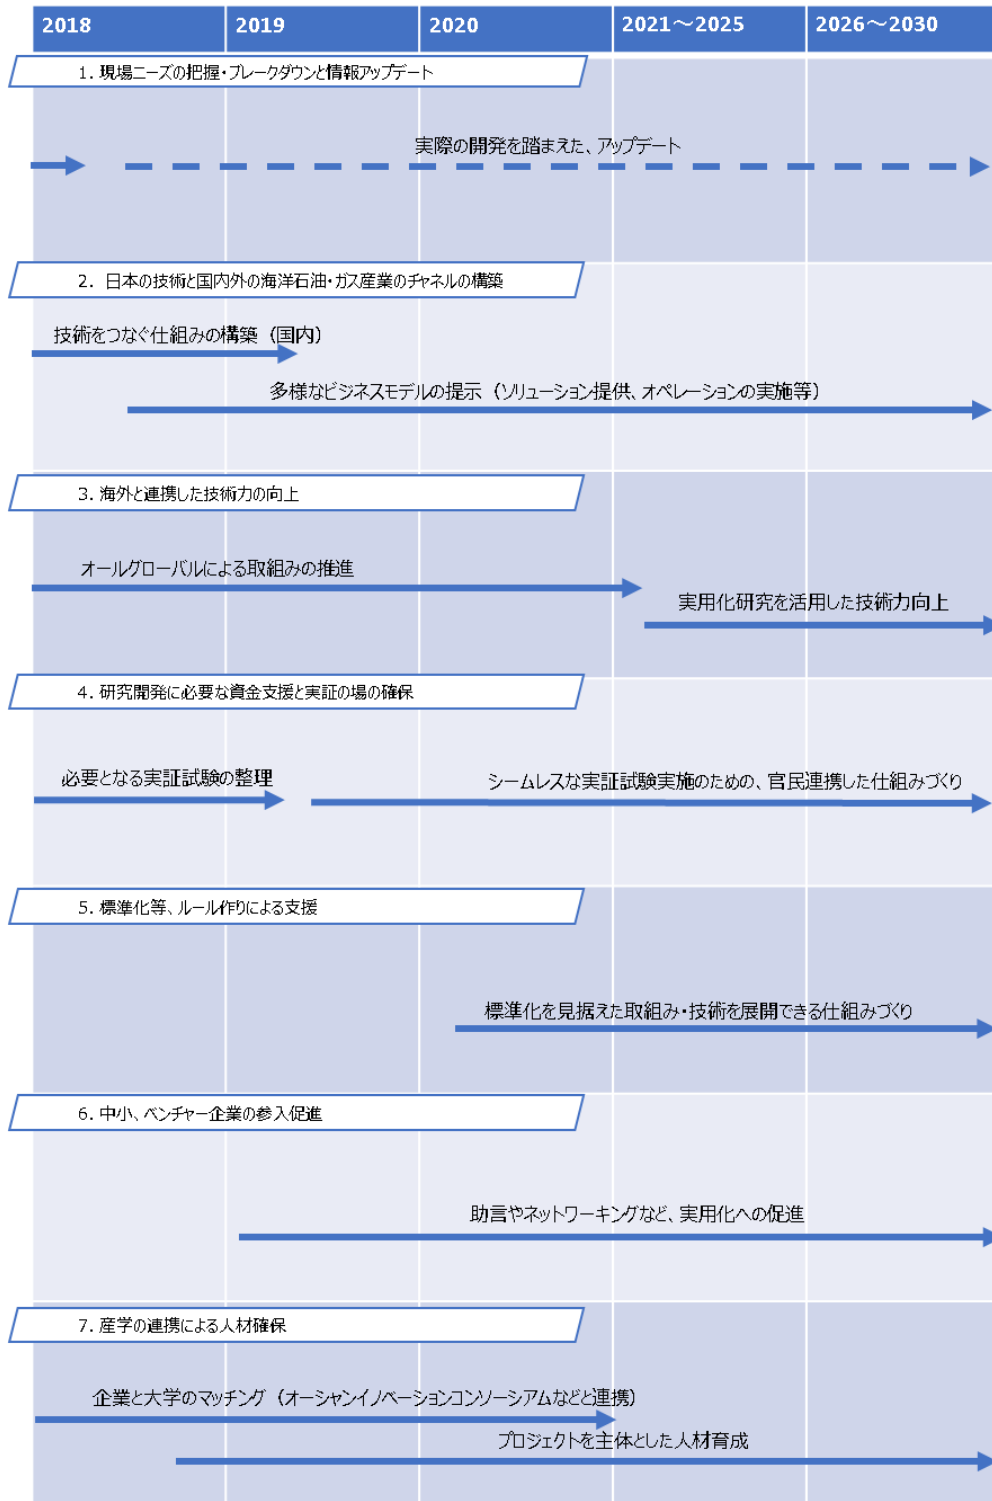 2018 2019 2020 2021～2025 2026～2030
1. 現場ニーズの把握・ブレークダウンと情報アップデート
実際の開発を踏まえた、アップデート
2. 日本の技術と国内外の海洋石油・ガス産業のチャネルの構築
技術をつなぐ仕組みの構築（国内）
多様なビジネスモデルの提示（ソリューション提供、オペレーションの実施等）
3. 海外と連携した技術力の向上
オールグローバルによる取組みの推進
実用化研究を活用した技術力向上
4. 研究開発に必要な資金支援と実証の場の確保
必要となる実証試験の整理
シームレスな実証試験実施のための、官民連携した仕組みづくり
5. 標準化等、ルール作りによる支援
標準化を見据えた取組み・技術を展開できる仕組みづくり
6. 中小、ベンチャー企業の参入促進
助言やネットワーキングなど、実用化への促進
7. 産学の連携による人材確保
企業と大学のマッチング（オーシャンイノベーションコンソーシアムなどと連携）
プロジェクトを主体とした人材育成